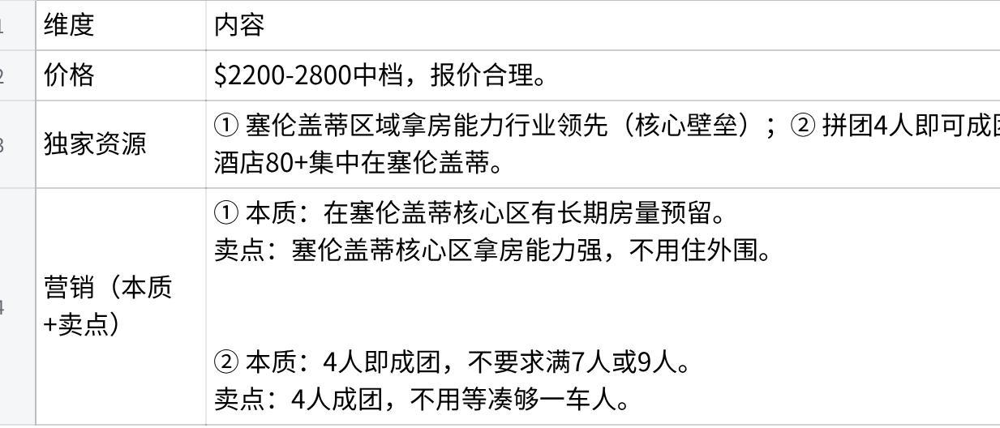 1 维度 内容
2 价格 $2200-2800中档，报价合理。
3 独家资源 ① 塞伦盖蒂区域拿房能力行业领先（核心壁垒）；② 拼团4人即可成团
酒店80+集中在塞伦盖蒂。
4 营销（本质+卖点） ① 本质：在塞伦盖蒂核心区有长期房量预留。
卖点：塞伦盖蒂核心区拿房能力强，不用住外围。
② 本质：4人即成团，不要求满7人或9人。
卖点：4人成团，不用等凑够一车人。